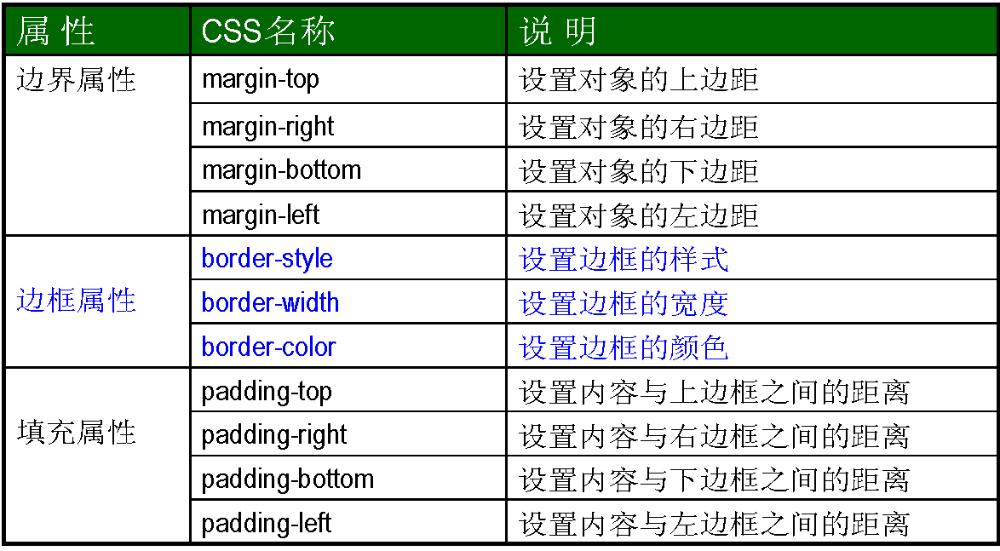 属 性 CSS名称 说 明
边界属性 margin-top 设置对象的上边距
margin-right 设置对象的右边距
margin-bottom 设置对象的下边距
margin-left 设置对象的左边距
border-style 设置边框的样式
边框属性 border-width 设置边框的宽度
border-color 设置边框的颜色
padding-top 设置内容与上边框之间的距离
填充属性 padding-right 设置内容与右边框之间的距离
padding-bottom 设置内容与下边框之间的距离
padding-left 设置内容与左边框之间的距离